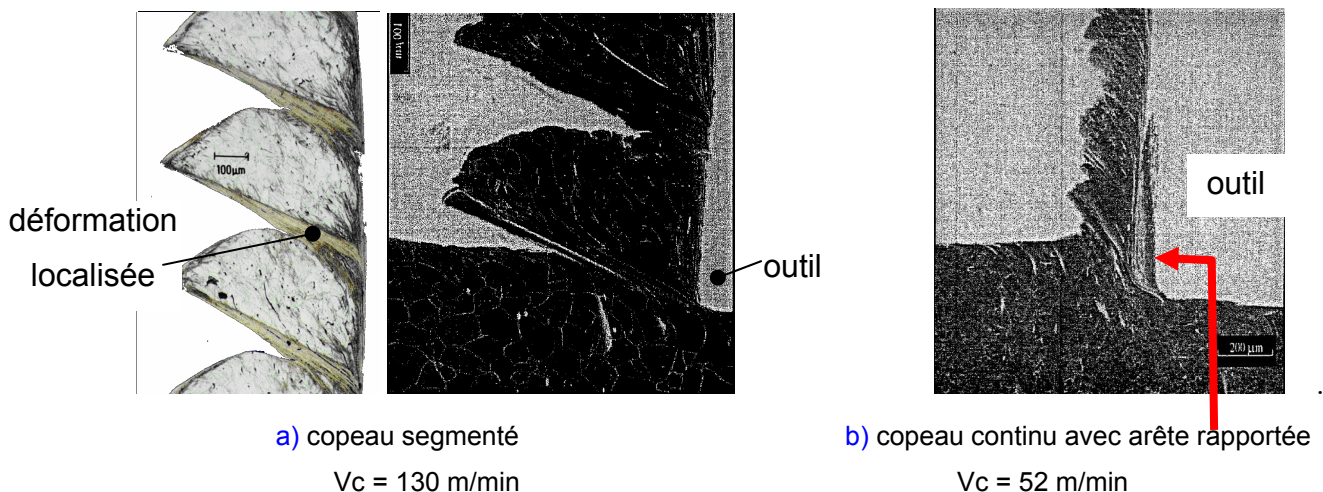 déformation
localisée
100µm
100 µm
outil
outil
200 µm
a) copeau segmenté
Vc = 130 m/min
b) copeau continu avec arête rapportée
Vc = 52 m/min
.